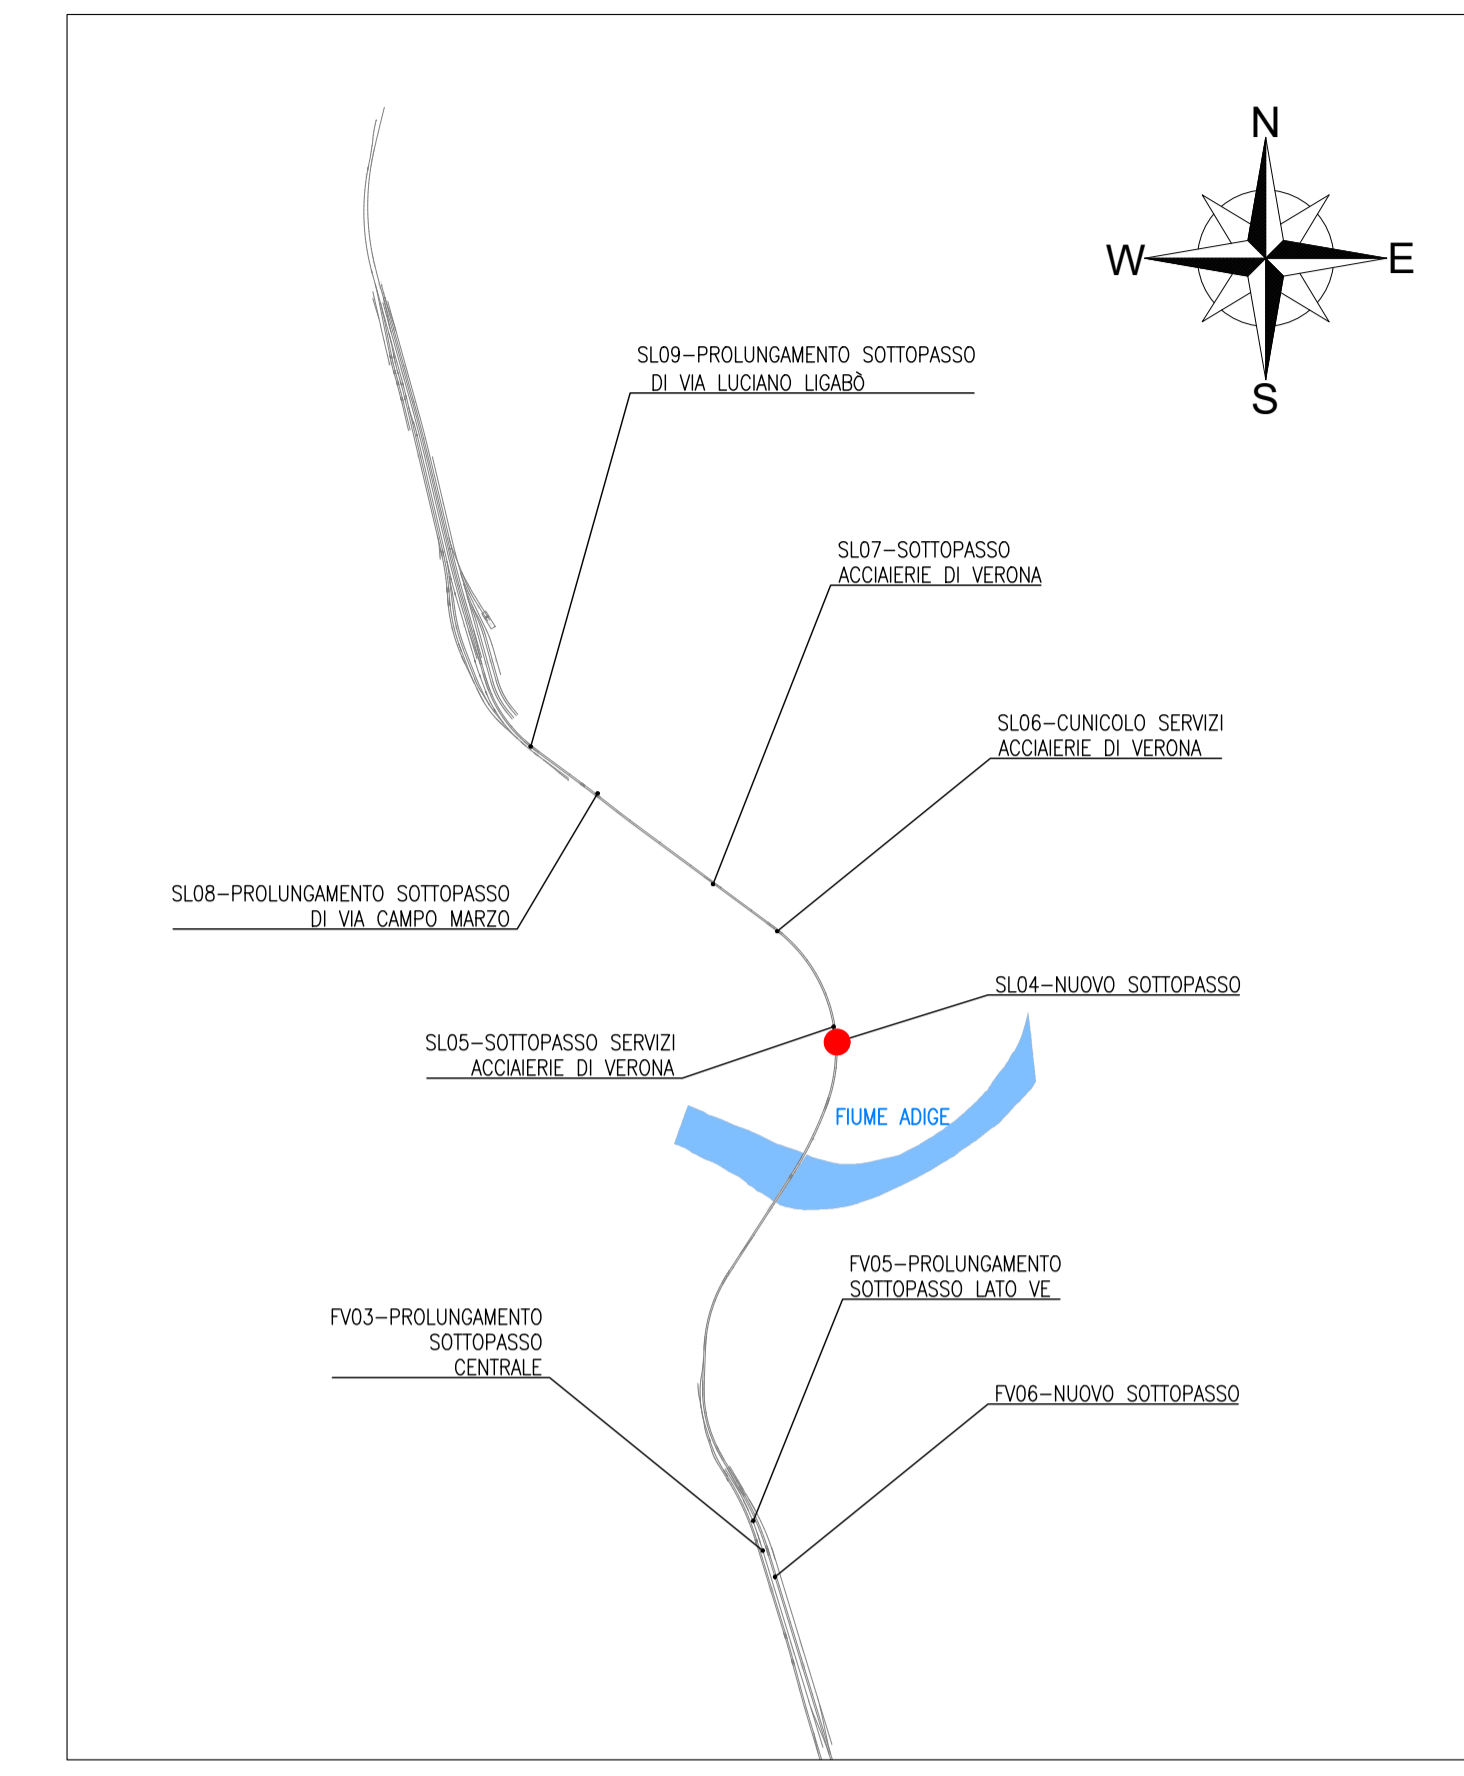 N
W
E
S
SL09-PROLUNGAMENTO SOTTOPASSO
DI VIA LUCIANO LIGABÒ
SL07-SOTTOPASSO
ACCIAIERIE DI VERONA
SL06-CUNICOLO SERVIZI
ACCIAIERIE DI VERONA
SL08-PROLUNGAMENTO SOTTOPASSO
DI VIA CAMPO MARZO
SL04-NUOVO SOTTOPASSO
SL05-SOTTOPASSO SERVIZI
ACCIAIERIE DI VERONA
FIUME ADIGE
FV05-PROLUNGAMENTO
SOTTOPASSO LATO VE
FV03-PROLUNGAMENTO
SOTTOPASSO
CENTRALE
FV06-NUOVO SOTTOPASSO